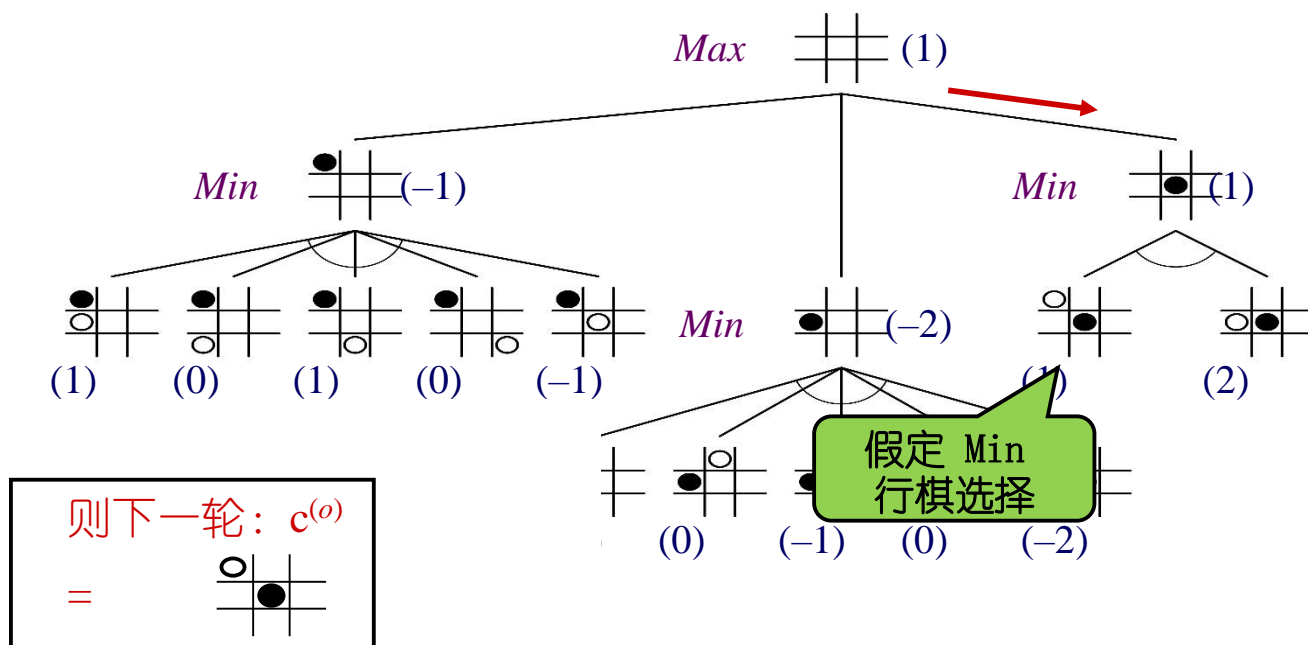 Max (1)
Min (–1) Min (1)
Min (–2)
(1) (0) (1) (0) (–1) (1) (2)
假定 Min
行棋选择
(0) (–1) (0) (–2)
则下一轮: c(o)
=